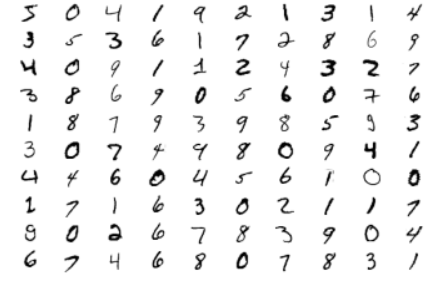 5 0 4 1 9 2 1 3 1 4
3 5 3 6 1 7 2 8 6 9
4 0 9 1 1 2 4 3 2 7
3 8 6 9 0 5 6 0 7 6
1 8 7 9 3 9 8 5 9 3
3 0 7 4 9 8 0 9 4 1
4 4 6 0 4 5 6 1 0 0
1 7 1 6 3 0 2 1 1 7
9 0 2 6 7 8 3 9 0 4
6 7 4 6 8 0 7 8 3 1